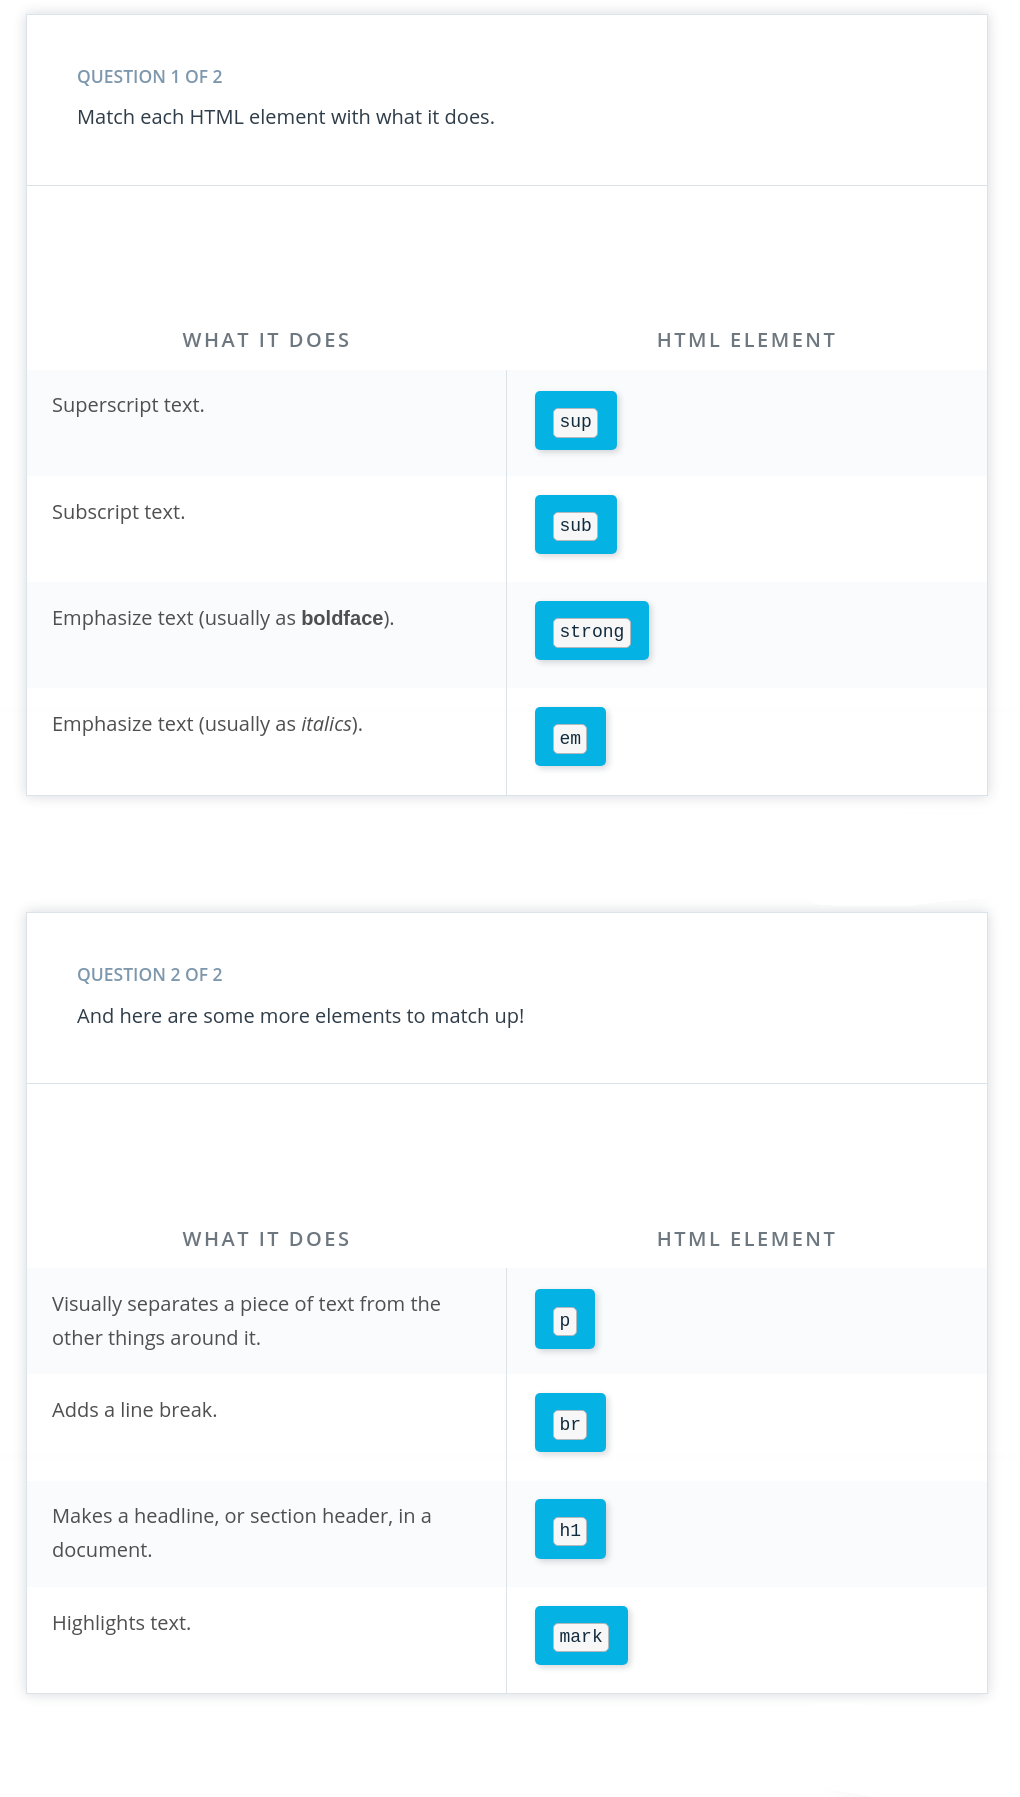 QUESTION 1 OF 2
Match each HTML element with what it does.
WHAT IT DOES
HTML ELEMENT
Superscript text.
sup
Subscript text.
sub
Emphasize text (usually as boldface).
strong
Emphasize text (usually as italics).
em
QUESTION 2 OF 2
And here are some more elements to match up!
WHAT IT DOES
HTML ELEMENT
Visually separates a piece of text from the
other things around it.
p
Adds a line break.
br
Makes a headline, or section header, in a
document.
h1
Highlights text.
mark